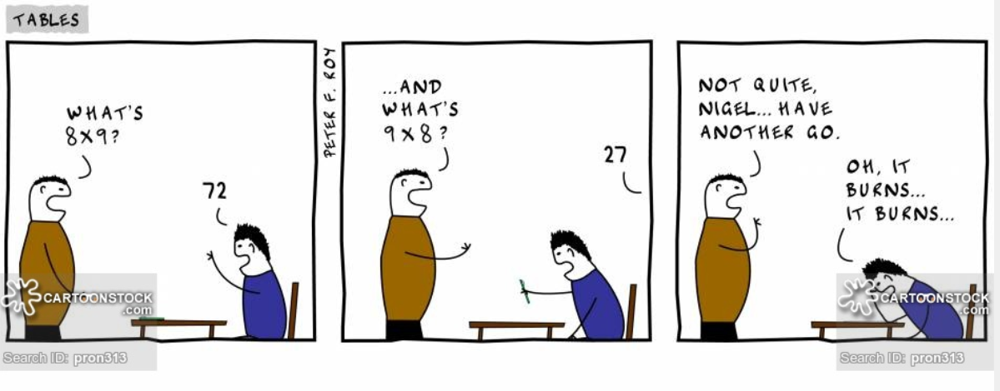 TABLES
WHAT'S
8X9?
72
PETER F. ROY
...AND
WHAT'S
9X8?
27
NOT QUITE,
NIGEL... HAVE
ANOTHER GO.
OH, IT
BURNS...
IT BURNS...
CARTOONSTOCK
.com
Search ID: pron313
CARTOONSTOCK
.com
Search ID: pron313